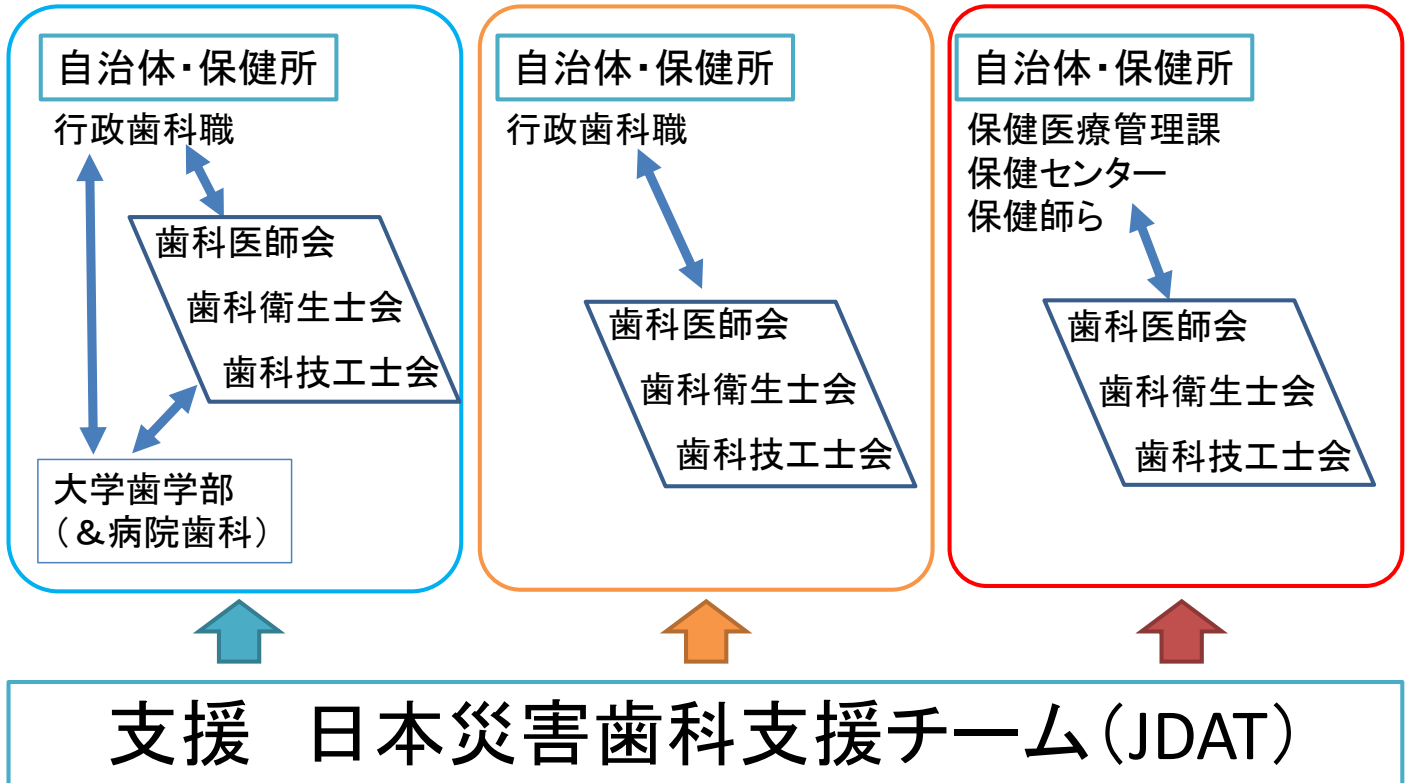 自治体・保健所
行政歯科職
歯科医師会
歯科衛生士会
歯科技工士会
大学歯学部
（＆病院歯科）
自治体・保健所
行政歯科職
歯科医師会
歯科衛生士会
歯科技工士会
自治体・保健所
保健医療管理課
保健センター
保健師ら
歯科医師会
歯科衛生士会
歯科技工士会
支援　日本災害歯科支援チーム（JDAT）